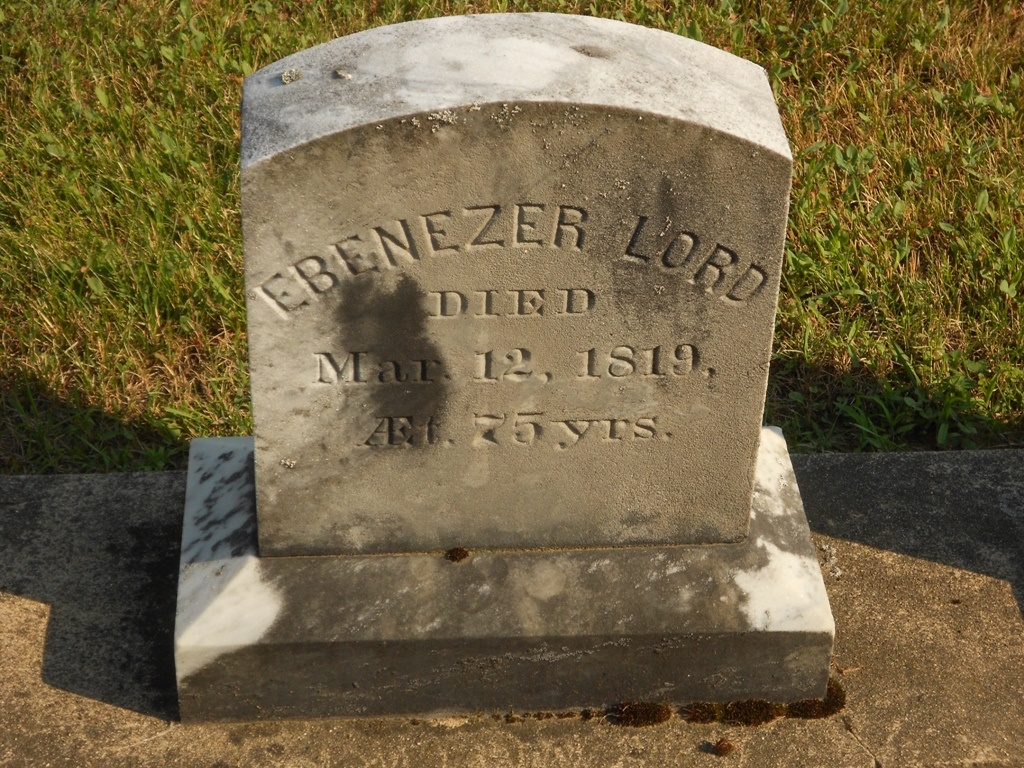 EBENEZER LORD
DIED
Mar. 12, 1819,
Æt. 75 yrs.